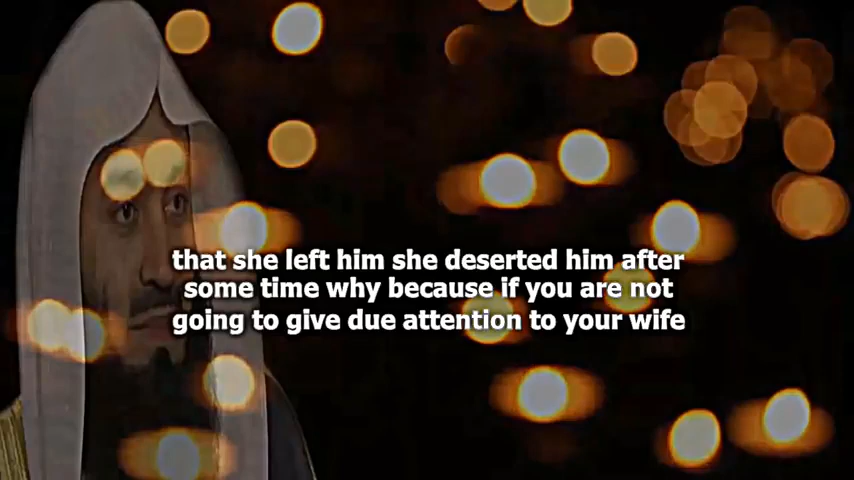 that she left him she deserted him after
some time why because if you are not
going to give due attention to your wife